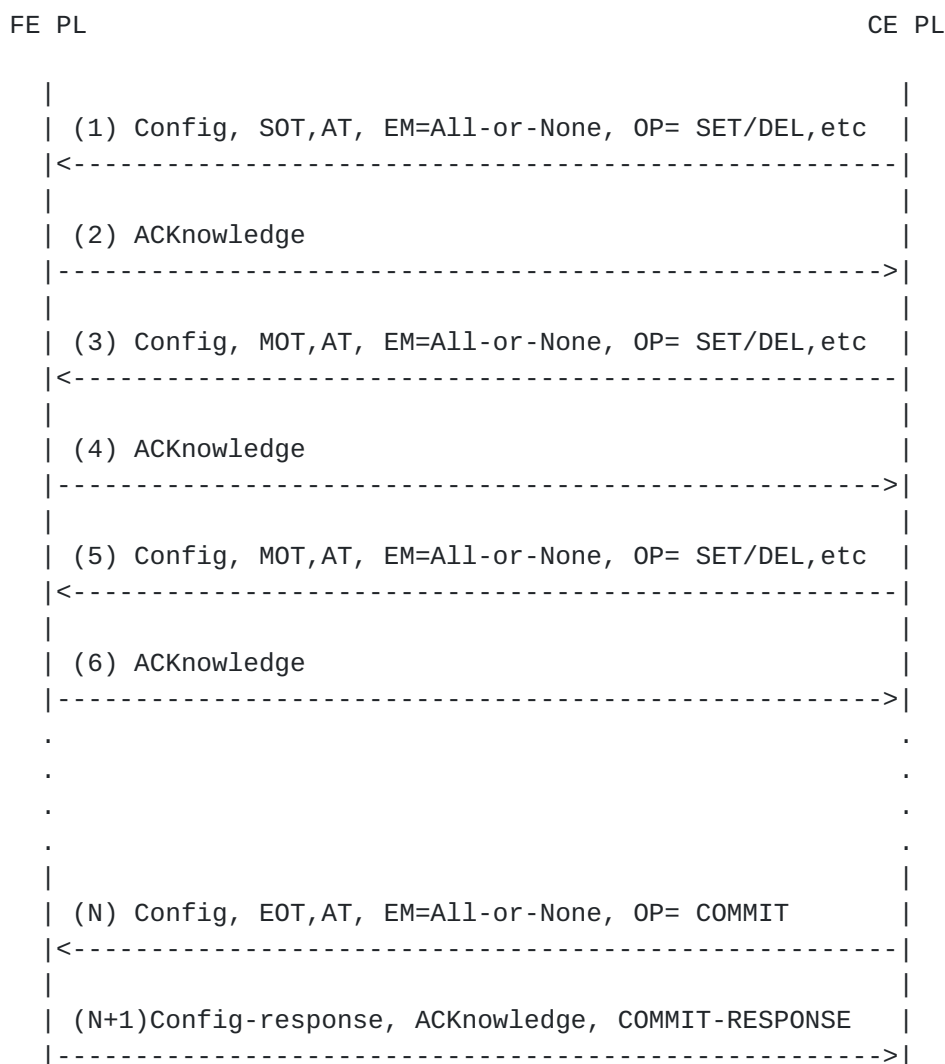 FE PL CE PL
(1) Config, SOT,AT, EM=All-or-None, OP= SET/DEL,etc
(2) ACKnowledge
(3) Config, MOT,AT, EM=All-or-None, OP= SET/DEL,etc
(4) ACKnowledge
(5) Config, MOT,AT, EM=All-or-None, OP= SET/DEL,etc
(6) ACKnowledge
(N) Config, EOT,AT, EM=All-or-None, OP= COMMIT
(N+1)Config-response, ACKnowledge, COMMIT-RESPONSE